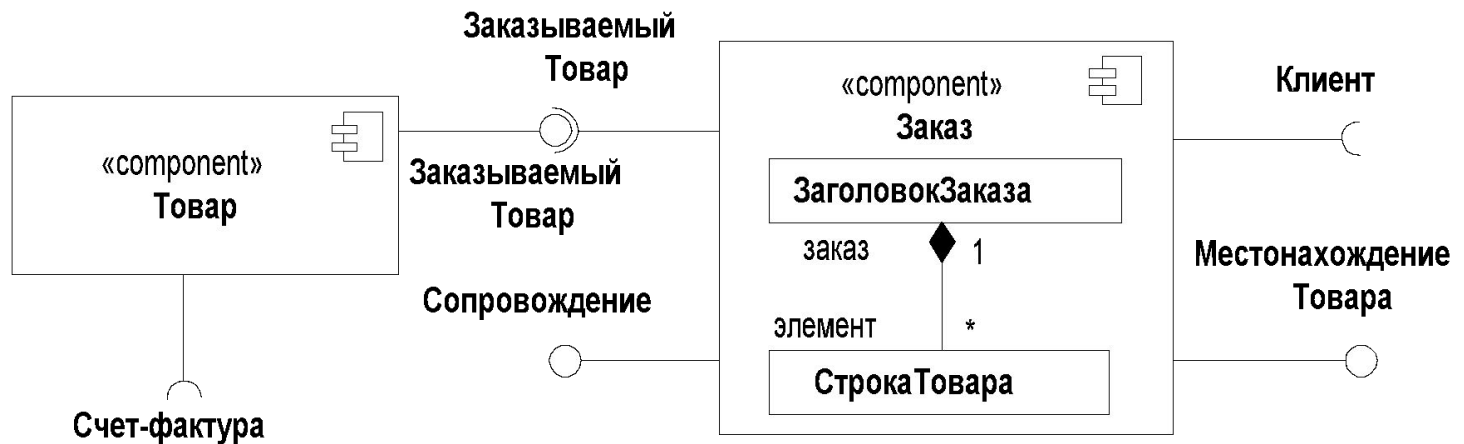 Заказываемый
Товар
«component»
Товар
Заказываемый
Товар
Счет-фактура
Сопровождение
«component»
Заказ
ЗаголовокЗаказа
заказ 1
элемент *
СтрокаТовара
Клиент
Местонахождение
Товара